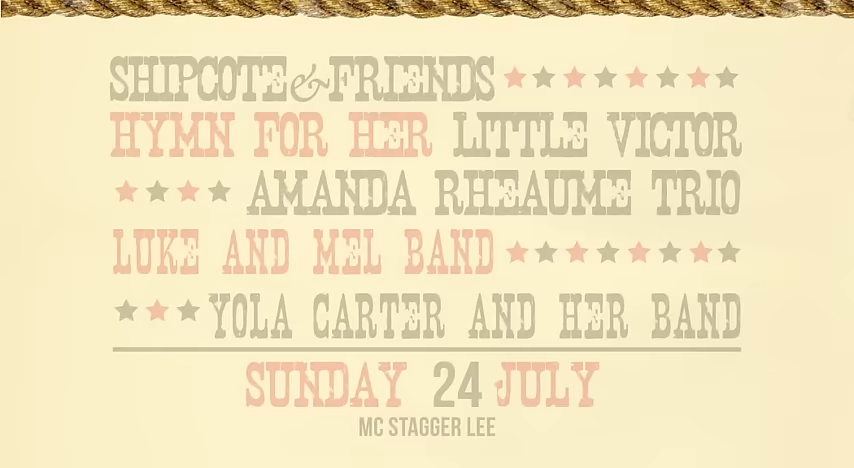 SHIPCOTE & FRIENDS
HYMN FOR HER LITTLE VICTOR
AMANDA RHEAUME TRIO
LUKE AND MEL BAND
YOLA CARTER AND HER BAND
SUNDAY 24 JULY
MC STAGGER LEE